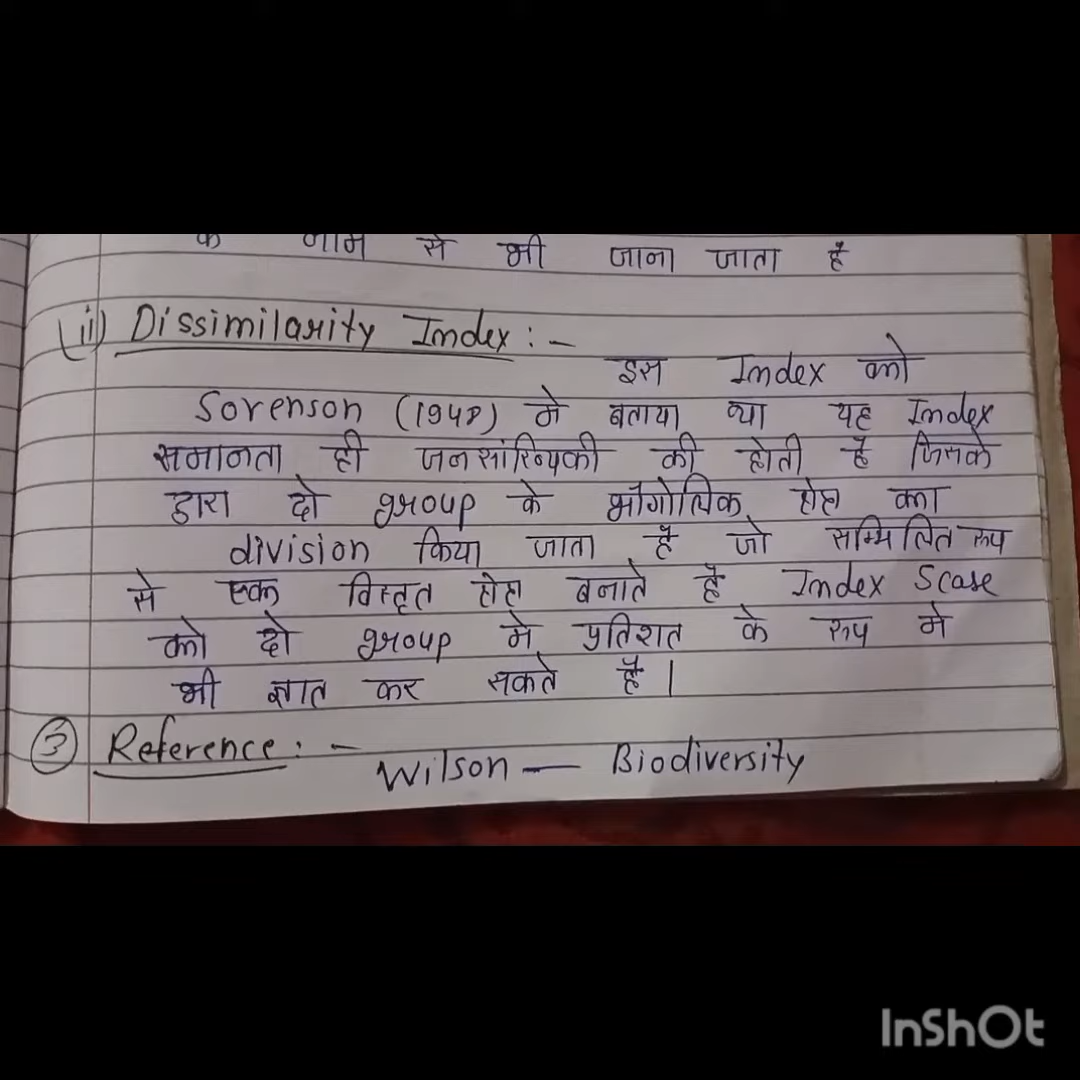 के नाम से भी जाना जाता है
(ii) Dissimilarity Index : -
इस Index को
Sorenson (1948) मे बताया था यह Index
समानता ही जनसांख्यिकी की होती है जिसके
द्वारा दो group के भौगोलिक क्षेत्र का
division किया जाता है जो सम्मिलित रूप
से एक विस्तृत क्षेत्र बनाते है Index Scase
को दो group मे प्रतिशत के रूप मे
भी ज्ञात कर सकते है |
3 Reference : -
Wilson — Biodiversity
InShOt